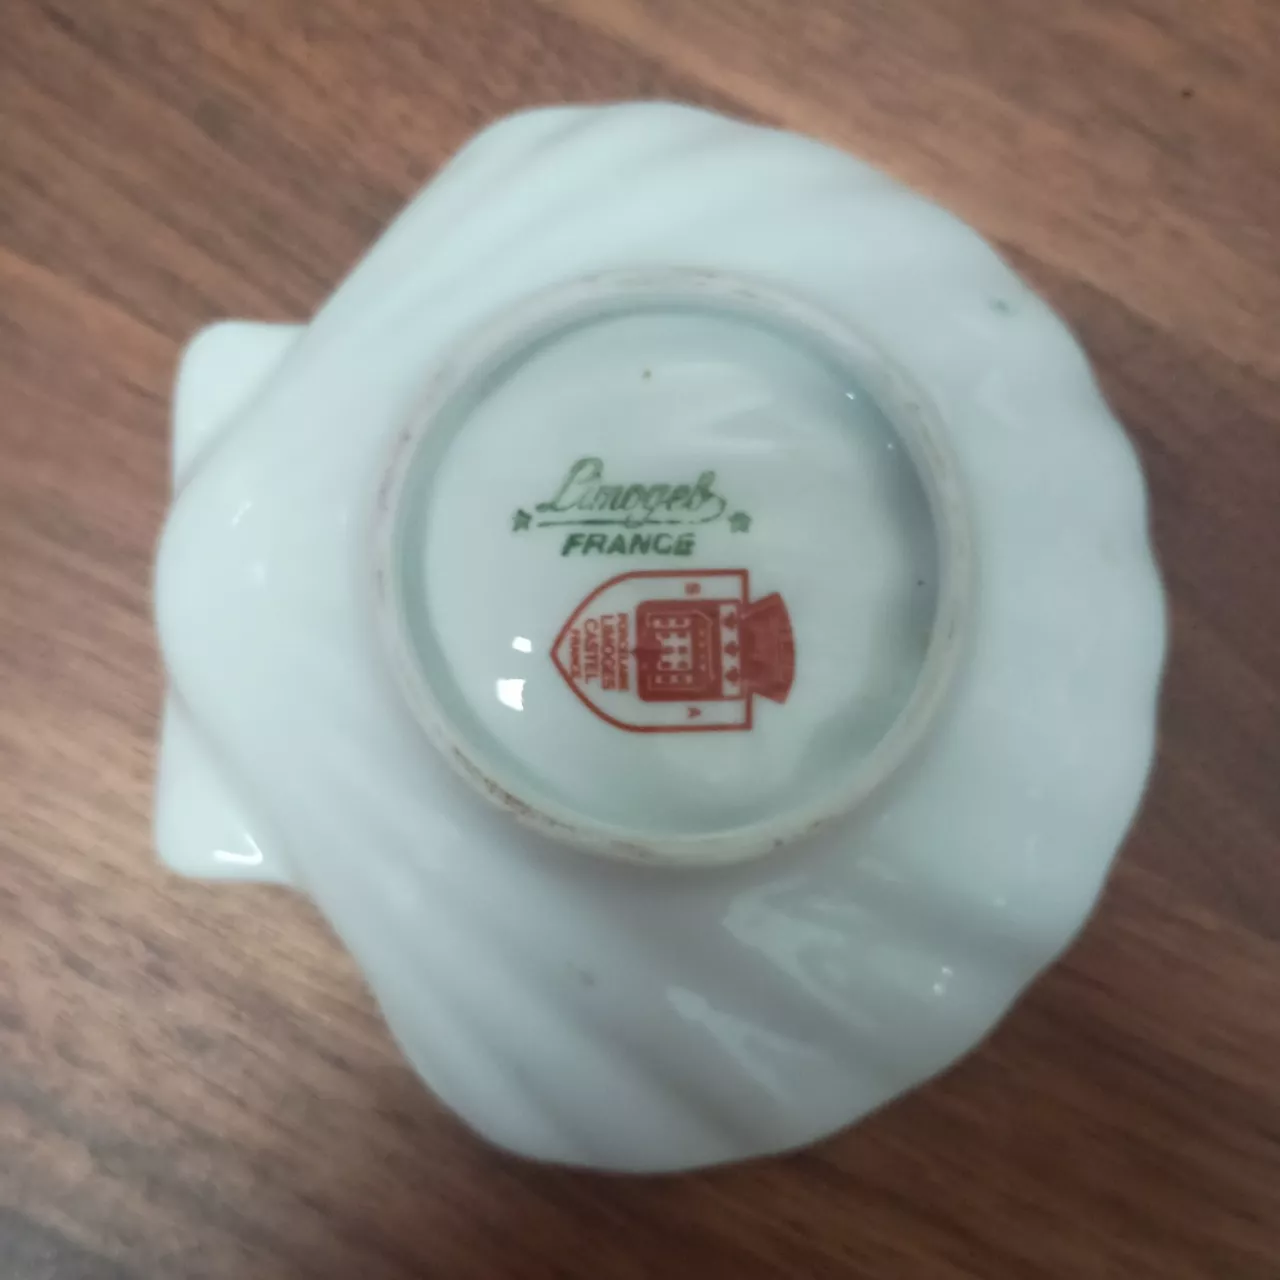 Limoges
FRANCE
S A
PORCELAINE
LIMOGES
CASTEL
FRANCE